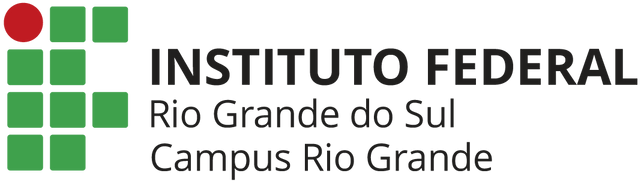 INSTITUTO FEDERAL
Rio Grande do Sul
Campus Rio Grande